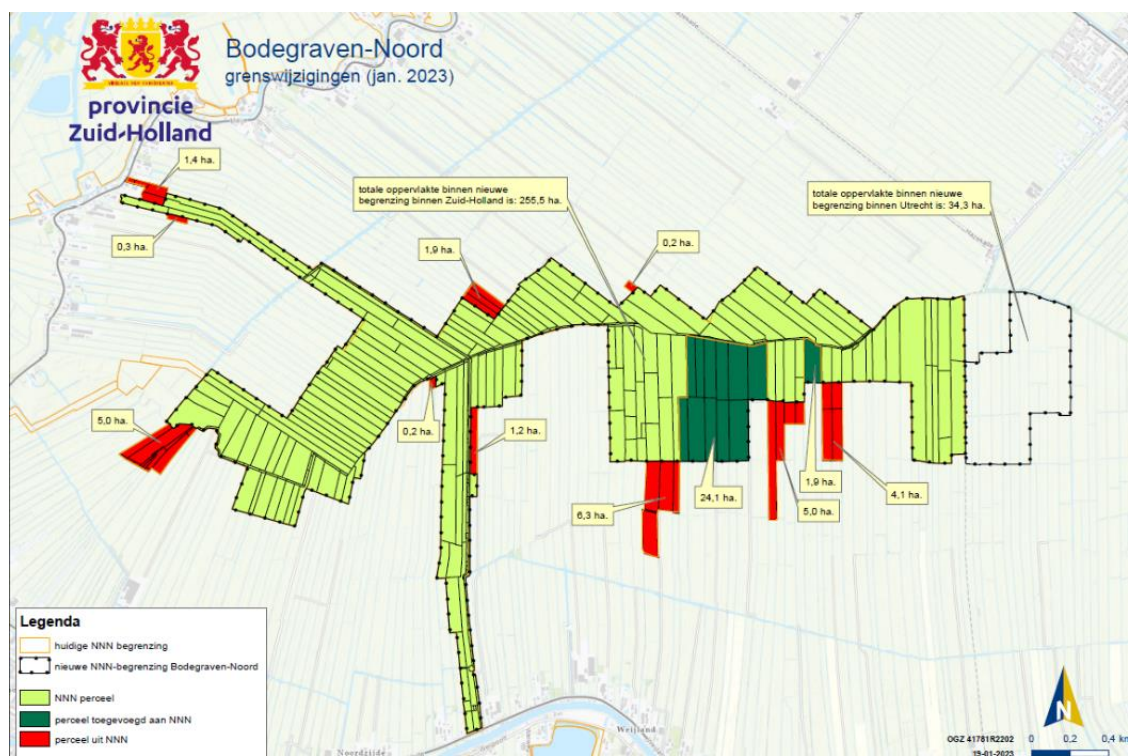 Bodegraven-Noord
grenswijzigingen (jan. 2023)
provincie
Zuid-Holland
1,4 ha.
totale oppervlakte binnen nieuwe
begrenzing binnen Zuid-Holland is: 255,5 ha.
totale oppervlakte binnen nieuwe
begrenzing binnen Utrecht is: 34,3 ha.
0,3 ha.
1,9 ha.
0,2 ha.
5,0 ha.
0,2 ha.
1,2 ha.
6,3 ha.
24,1 ha.
5,0 ha.
1,9 ha.
4,1 ha.
Legenda
huidige NNN begrenzing
nieuwe NNN-begrenzing Bodegraven-Noord
NNN perceel
perceel toegevoegd aan NNN
perceel uit NNN
Noordzijde
Weijland
N
OGZ 41781R2202
19-01-2023
0 0,2 0,4 km